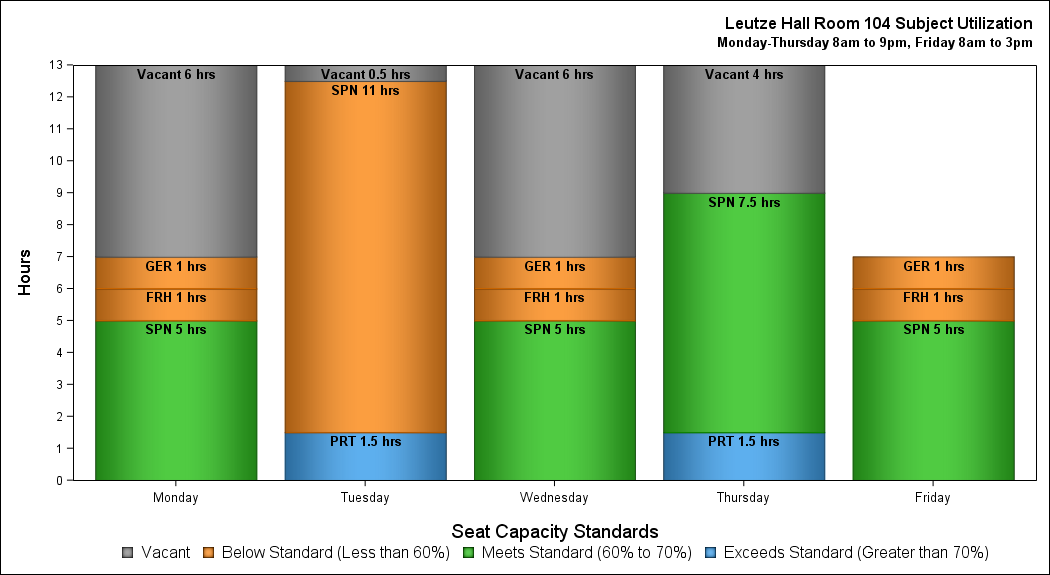 Leutze Hall Room 104 Subject Utilization
Monday-Thursday 8am to 9pm, Friday 8am to 3pm
Hours
13
12
11
10
9
8
7
6
5
4
3
2
1
0
Vacant 6 hrs
GER 1 hrs
FRH 1 hrs
SPN 5 hrs
Vacant 0.5 hrs
SPN 11 hrs
PRT 1.5 hrs
Vacant 6 hrs
GER 1 hrs
FRH 1 hrs
SPN 5 hrs
Vacant 4 hrs
SPN 7.5 hrs
PRT 1.5 hrs
GER 1 hrs
FRH 1 hrs
SPN 5 hrs
Monday Tuesday Wednesday Thursday Friday
Seat Capacity Standards
Vacant Below Standard (Less than 60%) Meets Standard (60% to 70%) Exceeds Standard (Greater than 70%)